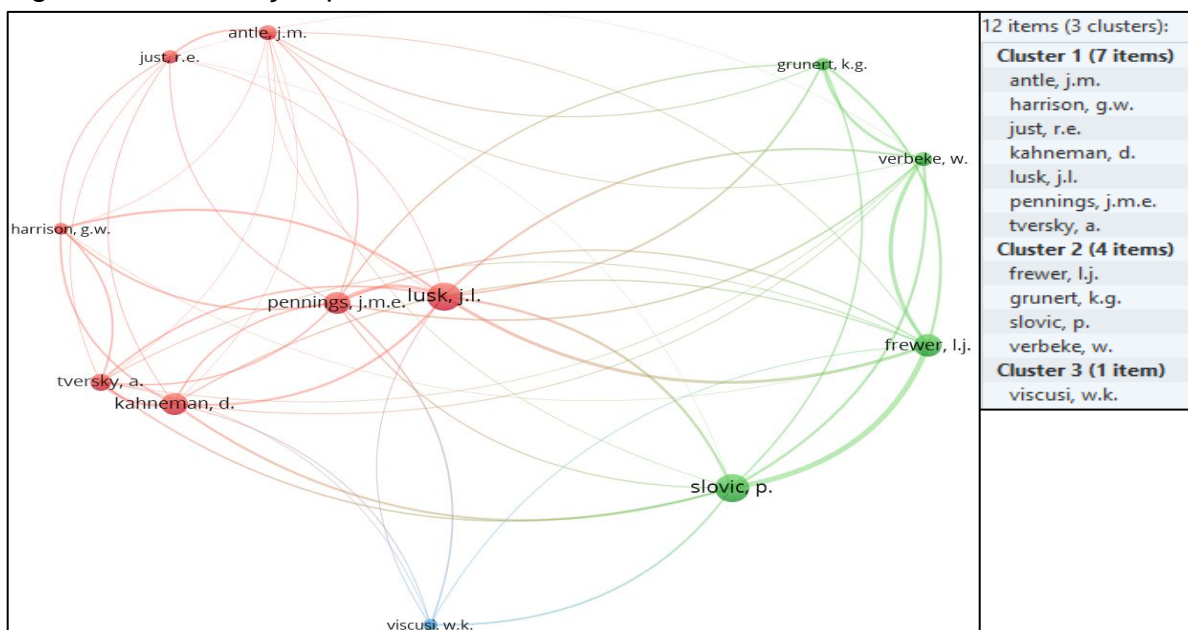 antle, j.m.
just, r.e.
grunert, k.g.
verbeke, w.
harrison, g.w.
pennings, j.m.e.
lusk, j.l.
frewer, l.j.
tversky, a.
kahneman, d.
slovic, p.
viscusi, w.k.
12 items (3 clusters):
Cluster 1 (7 items)
antle, j.m.
harrison, g.w.
just, r.e.
kahneman, d.
lusk, j.l.
pennings, j.m.e.
tversky, a.
Cluster 2 (4 items)
frewer, l.j.
grunert, k.g.
slovic, p.
verbeke, w.
Cluster 3 (1 item)
viscusi, w.k.